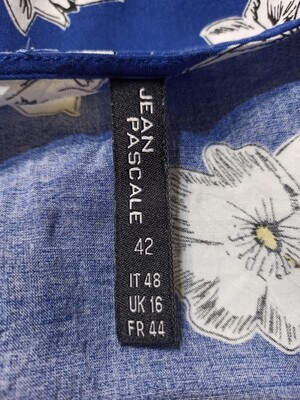 JEAN
PASCALE
42
IT 48
UK 16
FR 44